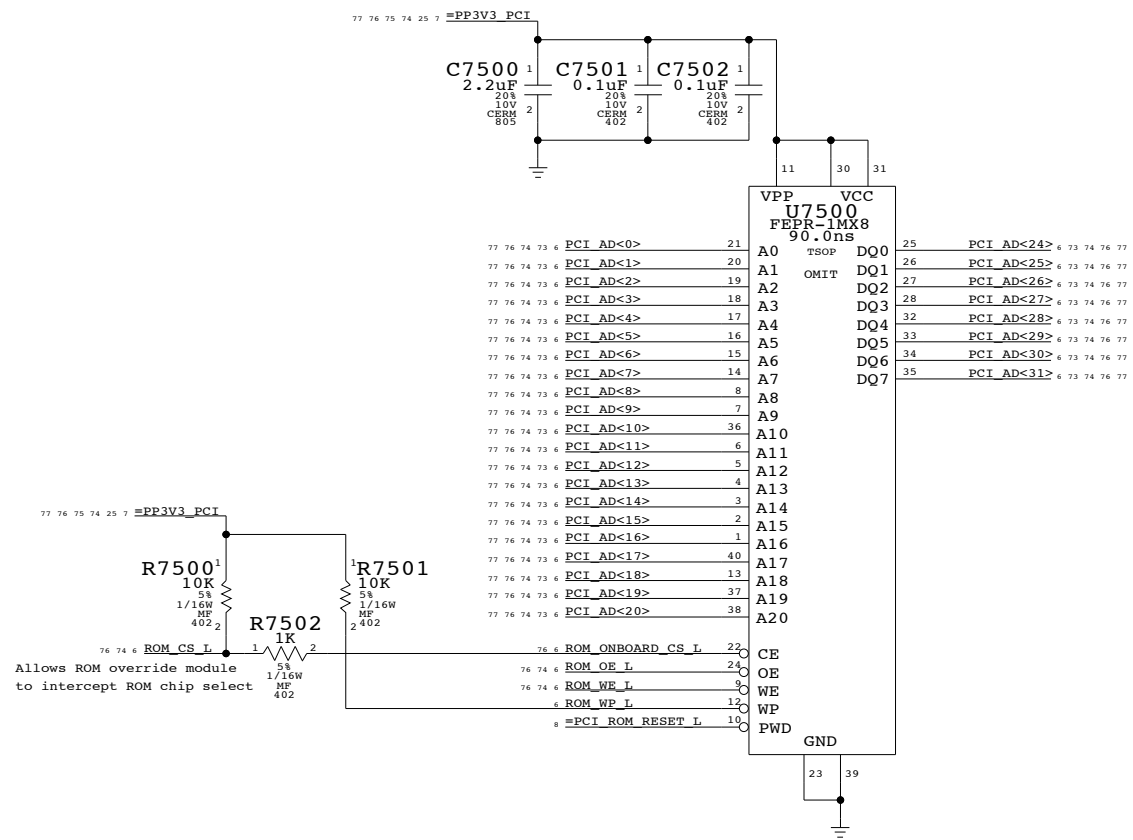 77 76 75 74 25 7 =PP3V3_PCI
C7500 1 C7501 1 C7502 1
2.2uF 0.1uF 0.1uF
20% 20% 20%
10V 10V 10V
CERM 2 CERM 2 CERM 2
805 402 402
11 30 31
VPP VCC
U7500
FEPR-1MX8
90.0ns
TSOP
OMIT
77 76 74 73 6 PCI_AD<0> 21 A0 DQ0 25 PCI_AD<24> 6 73 74 76 77
77 76 74 73 6 PCI_AD<1> 20 A1 DQ1 26 PCI_AD<25> 6 73 74 76 77
77 76 74 73 6 PCI_AD<2> 19 A2 DQ2 27 PCI_AD<26> 6 73 74 76 77
77 76 74 73 6 PCI_AD<3> 18 A3 DQ3 28 PCI_AD<27> 6 73 74 76 77
77 76 74 73 6 PCI_AD<4> 17 A4 DQ4 32 PCI_AD<28> 6 73 74 76 77
77 76 74 73 6 PCI_AD<5> 16 A5 DQ5 33 PCI_AD<29> 6 73 74 76 77
77 76 74 73 6 PCI_AD<6> 15 A6 DQ6 34 PCI_AD<30> 6 73 74 76 77
77 76 74 73 6 PCI_AD<7> 14 A7 DQ7 35 PCI_AD<31> 6 73 74 76 77
77 76 74 73 6 PCI_AD<8> 8 A8
77 76 74 73 6 PCI_AD<9> 7 A9
77 76 74 73 6 PCI_AD<10> 36 A10
77 76 74 73 6 PCI_AD<11> 6 A11
77 76 74 73 6 PCI_AD<12> 5 A12
77 76 74 73 6 PCI_AD<13> 4 A13
77 76 74 73 6 PCI_AD<14> 3 A14
77 76 74 73 6 PCI_AD<15> 2 A15
77 76 74 73 6 PCI_AD<16> 1 A16
77 76 74 73 6 PCI_AD<17> 40 A17
77 76 74 73 6 PCI_AD<18> 13 A18
77 76 74 73 6 PCI_AD<19> 37 A19
77 76 74 73 6 PCI_AD<20> 38 A20
77 76 75 74 25 7 =PP3V3_PCI
R7500 1 1 R7501
10K 10K
5% 5%
1/16W 1/16W
MF MF
402 2 2 402
R7502
1K
76 74 6 ROM_CS_L 1 2
5%
1/16W
MF
402
Allows ROM override module
to intercept ROM chip select
76 6 ROM_ONBOARD_CS_L 22 CE
76 74 6 ROM_OE_L 24 OE
76 74 6 ROM_WE_L 9 WE
6 ROM_WP_L 12 WP
8 =PCI_ROM_RESET_L 10 PWD
GND
23 39